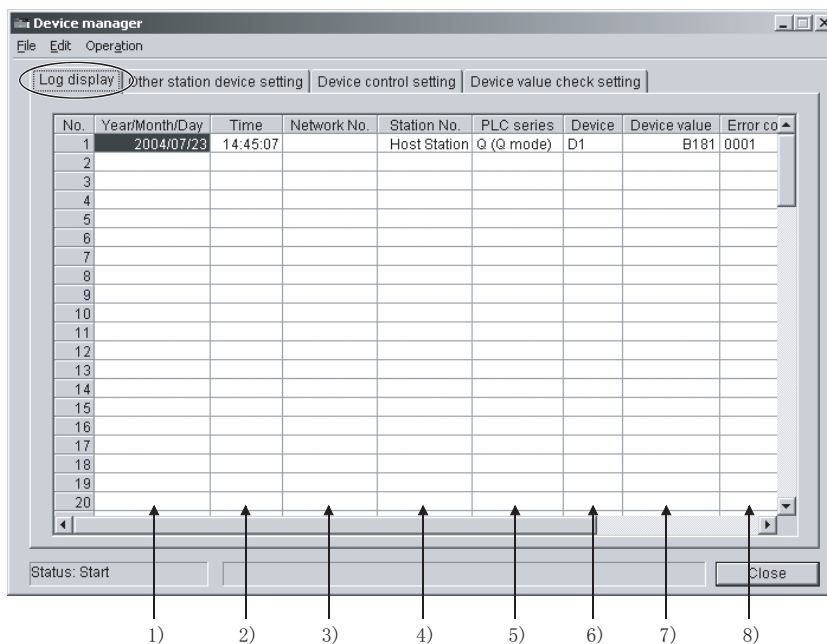 Device manager
File Edit Operation
Log display Other station device setting Device control setting Device value check setting
No. Year/Month/Day Time Network No. Station No. PLC series Device Device value Error co
1 2004/07/23 14:45:07 Host Station Q (Q mode) D1 B181 0001
2
3
4
5
6
7
8
9
10
11
12
13
14
15
16
17
18
19
20
Status: Start Close
1) 2) 3) 4) 5) 6) 7) 8)